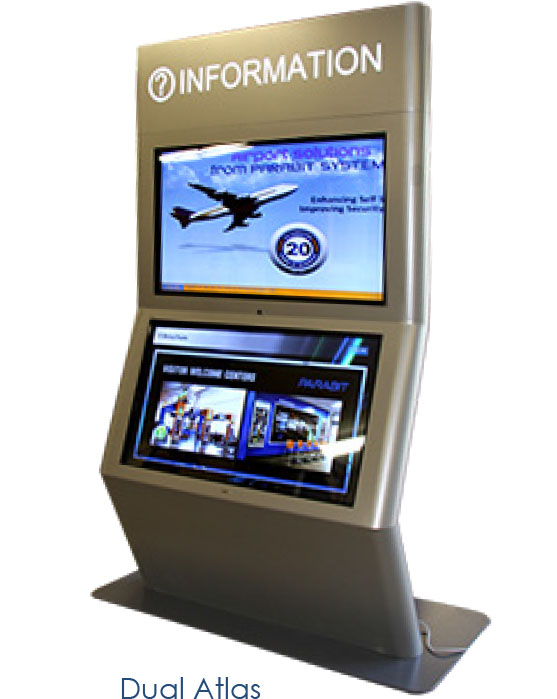 ? INFORMATION
airport solutions
from PARABIT SYSTEM
Enhancing Self S
Improving Security
20
VISITOR WELCOME CENTERS
PARABIT
Dual Atlas